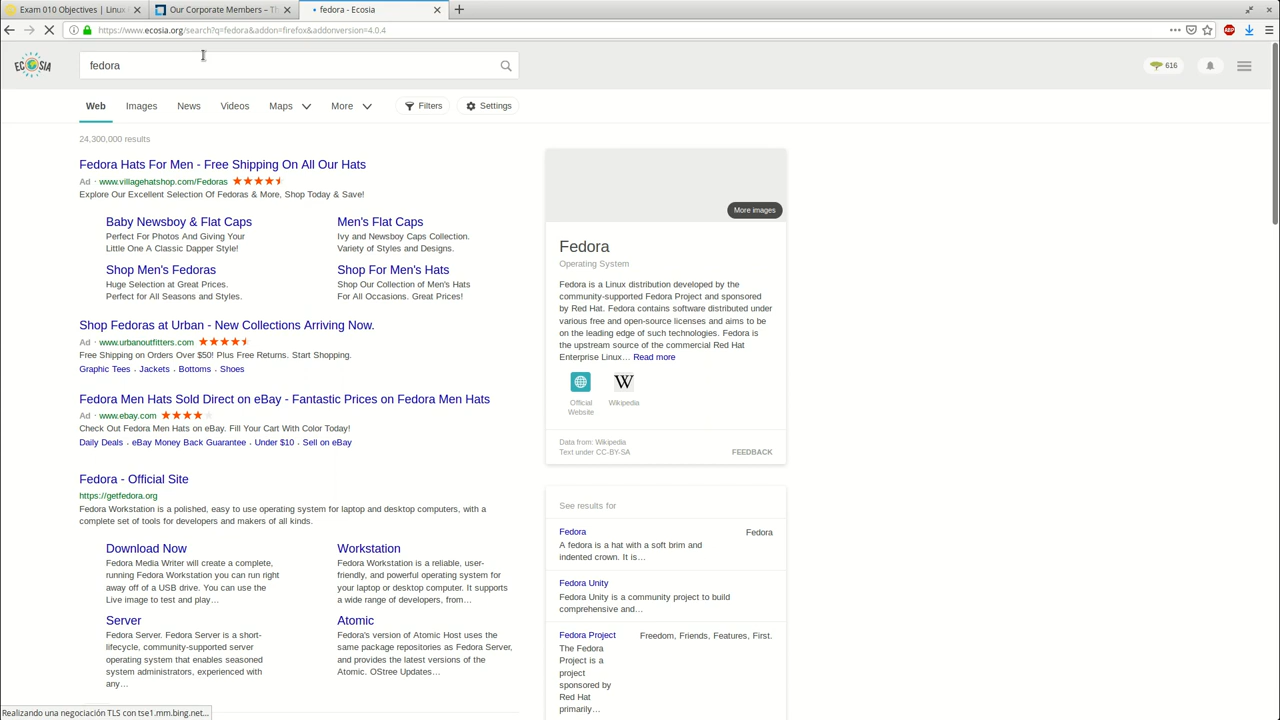 Exam 010 Objectives | Linux
Our Corporate Members – Th
fedora - Ecosia
https://www.ecosia.org/search?q=fedora&addon=firefox&addonversion=4.0.4
ABP
ECOSIA
fedora
616
Web
Images
News
Videos
Maps
More
Filters
Settings
24,300,000 results
Fedora Hats For Men - Free Shipping On All Our Hats
Ad · www.villagehatshop.com/Fedoras
Explore Our Excellent Selection Of Fedoras & More, Shop Today & Save!
Baby Newsboy & Flat Caps
Perfect For Photos And Giving Your
Little One A Classic Dapper Style!
Men's Flat Caps
Ivy and Newsboy Caps Collection.
Variety of Styles and Designs.
Shop Men's Fedoras
Huge Selection at Great Prices.
Perfect for All Seasons and Styles.
Shop For Men's Hats
Shop Our Collection of Men's Hats
For All Occasions. Great Prices!
Shop Fedoras at Urban - New Collections Arriving Now.
Ad · www.urbanoutfitters.com
Free Shipping on Orders Over $50! Plus Free Returns. Start Shopping.
Graphic Tees . Jackets . Bottoms . Shoes
Fedora Men Hats Sold Direct on eBay - Fantastic Prices on Fedora Men Hats
Ad · www.ebay.com
Check Out Fedora Men Hats on eBay. Fill Your Cart With Color Today!
Daily Deals . eBay Money Back Guarantee . Under $10 . Sell on eBay
Fedora - Official Site
https://getfedora.org
Fedora Workstation is a polished, easy to use operating system for laptop and desktop computers, with a
complete set of tools for developers and makers of all kinds.
Download Now
Fedora Media Writer will create a complete,
running Fedora Workstation you can run right
away off of a USB drive. You can use the
Live image to test and play…
Workstation
Fedora Workstation is a reliable, user-
friendly, and powerful operating system for
your laptop or desktop computer. It supports
a wide range of developers, from…
Server
Fedora Server. Fedora Server is a short-
lifecycle, community-supported server
operating system that enables seasoned
system administrators, experienced with
any…
Atomic
Fedora's version of Atomic Host uses the
same package repositories as Fedora Server,
and provides the latest versions of the
Atomic. OStree Updates…
More images
Fedora
Operating System
Fedora is a Linux distribution developed by the
community-supported Fedora Project and sponsored
by Red Hat. Fedora contains software distributed under
various free and open-source licenses and aims to be
on the leading edge of such technologies. Fedora is
the upstream source of the commercial Red Hat
Enterprise Linux… Read more
W
Official
Website
Wikipedia
Data from: Wikipedia
Text under CC-BY-SA
FEEDBACK
See results for
Fedora
Fedora
A fedora is a hat with a soft brim and
indented crown. It is…
Fedora Unity
Fedora Unity is a community project to build
comprehensive and…
Fedora Project
Freedom, Friends, Features, First.
The Fedora
Project is a
project
sponsored by
Red Hat
primarily…
Realizando una negociación TLS con tse1.mm.bing.net...